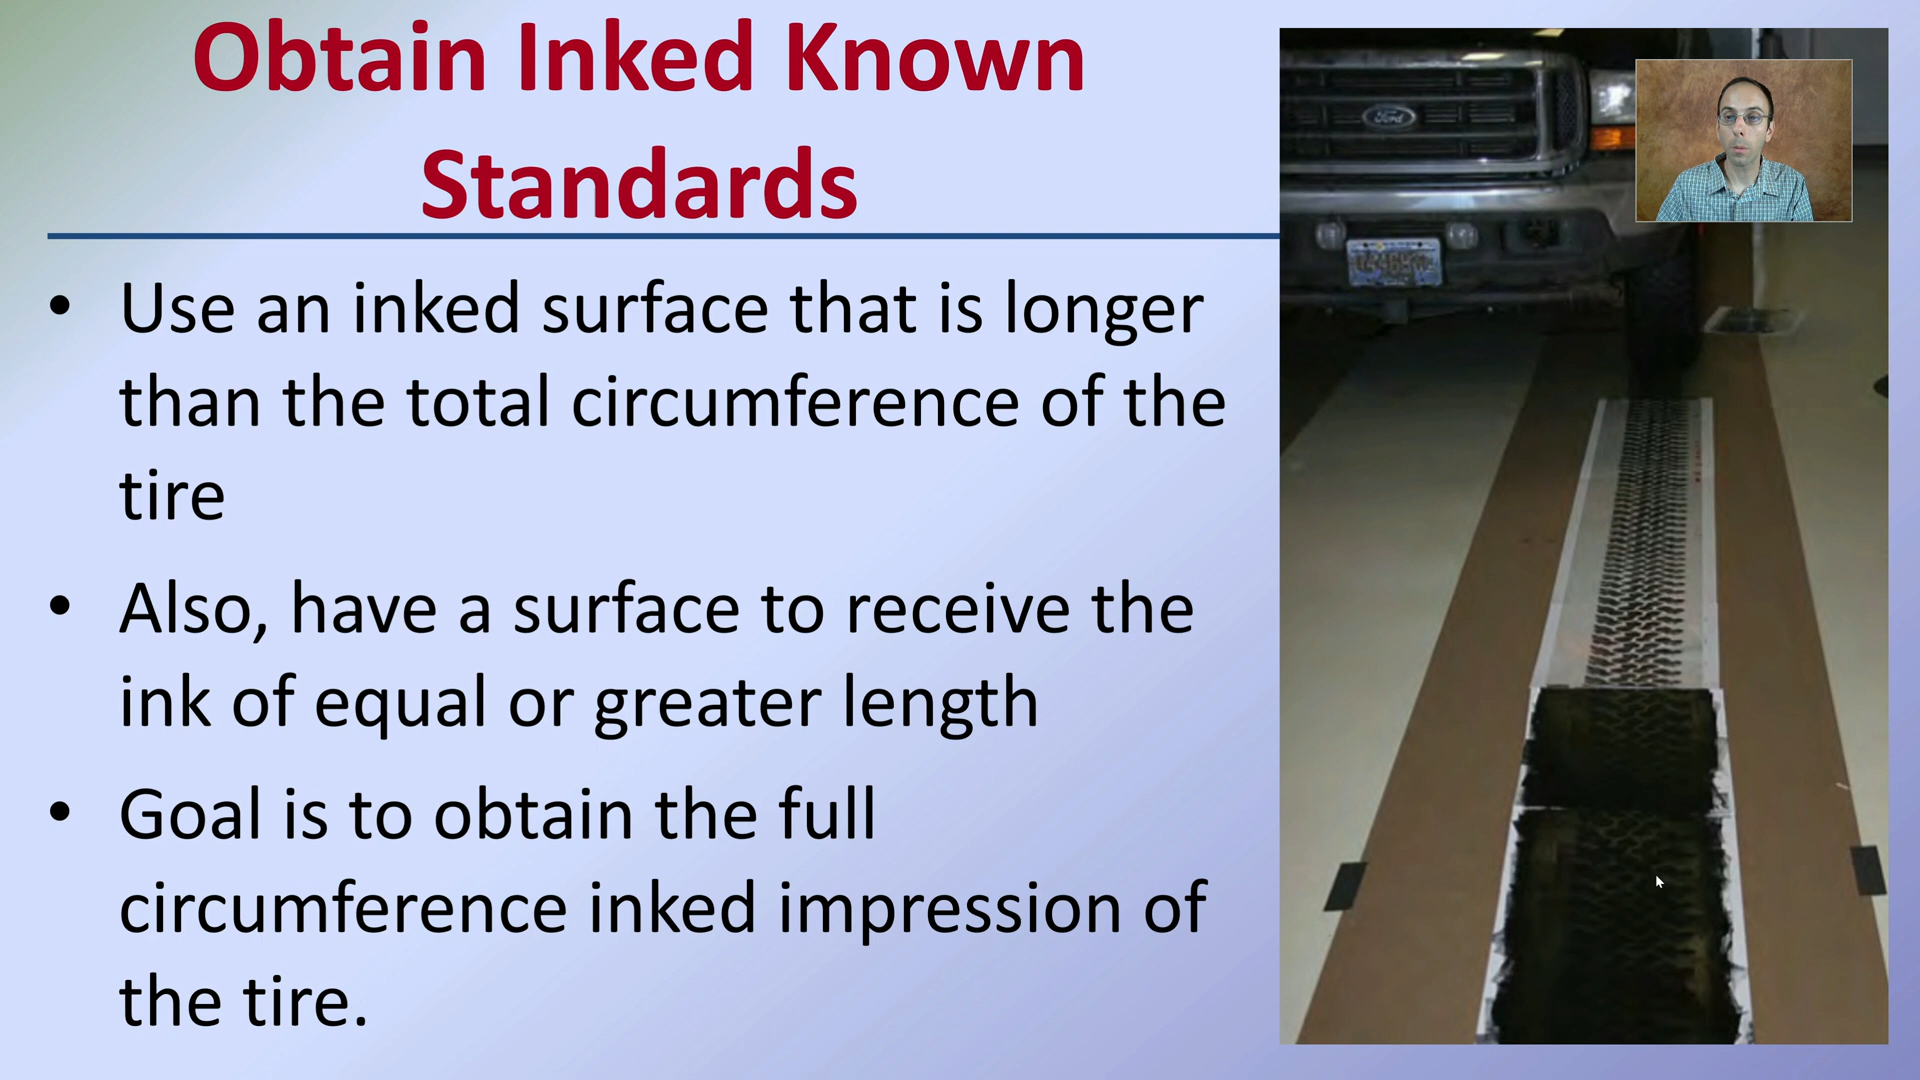 Obtain Inked Known
Standards
• Use an inked surface that is longer
than the total circumference of the
tire
• Also, have a surface to receive the
ink of equal or greater length
• Goal is to obtain the full
circumference inked impression of
the tire.
Ford